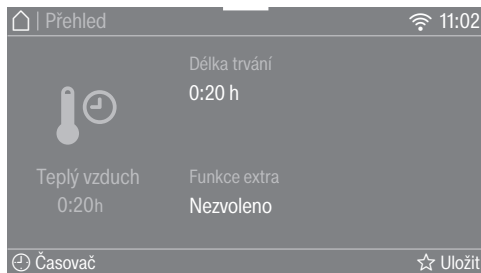 | Přehled 11:02
Délka trvání
0:20 h
Teplý vzduch
0:20h
Funkce extra
Nezvoleno
Časovač Uložit